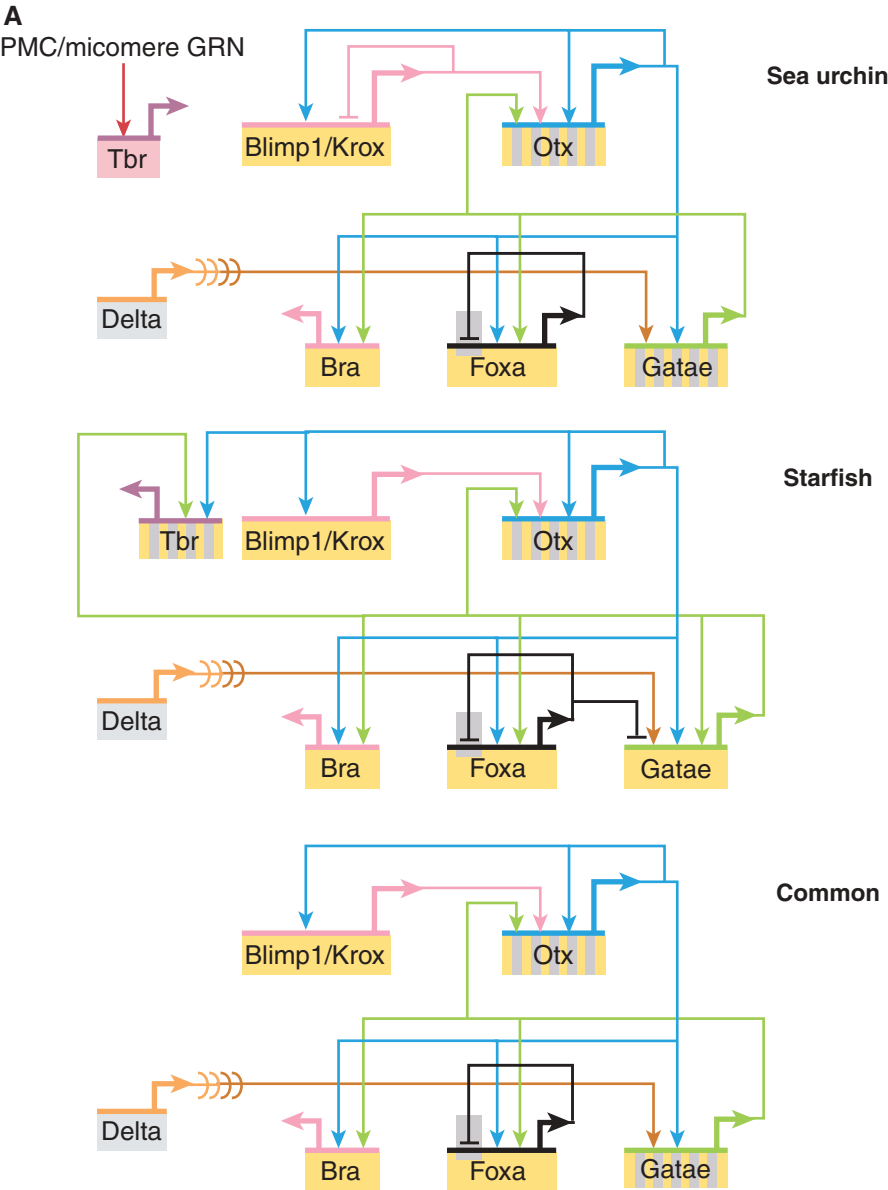 A
PMC/micomere GRN
Sea urchin
Tbr
Blimp1/Krox
Otx
Delta
Bra
Foxa
Gatae
Starfish
Tbr
Blimp1/Krox
Otx
Delta
Bra
Foxa
Gatae
Common
Blimp1/Krox
Otx
Delta
Bra
Foxa
Gatae